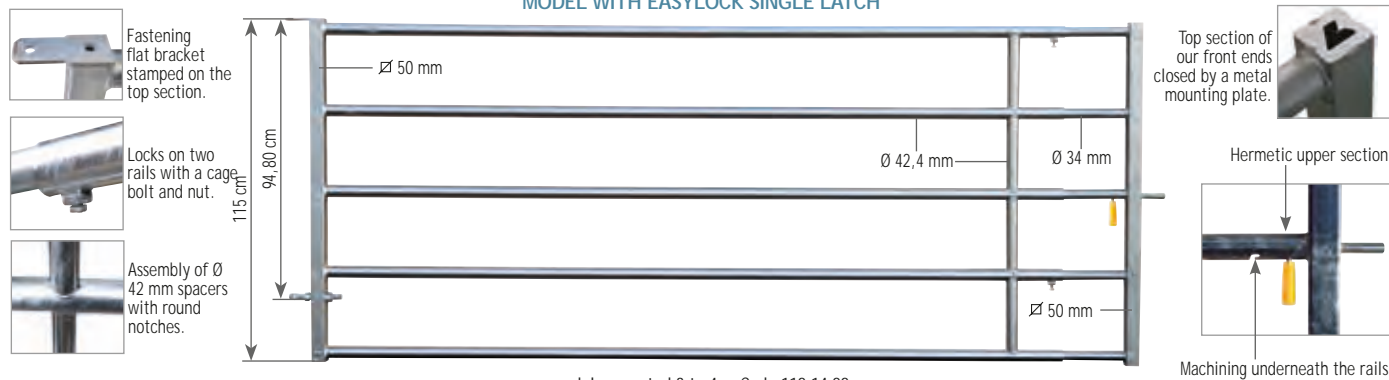 MODEL WITH EASYLOCK SINGLE LATCH
Fastening
flat bracket
stamped on the
top section.
Locks on two
rails with a cage
bolt and nut.
Assembly of Ø
42 mm spacers
with round
notches.
115 cm
94,80 cm
50 mm
Ø 42,4 mm
Ø 34 mm
50 mm
Top section of
our front ends
closed by a metal
mounting plate.
Hermetic upper section
Machining underneath the rails